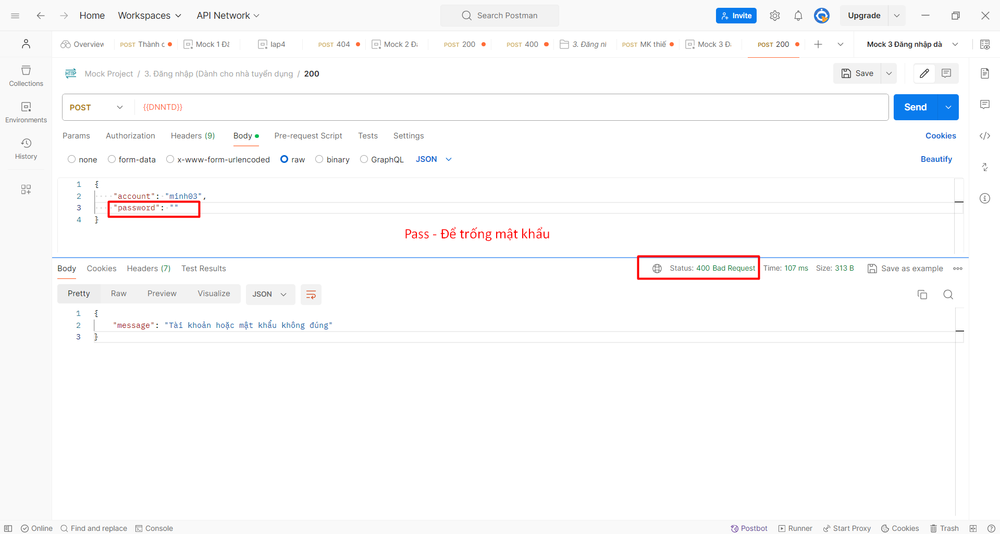 Home Workspaces API Network Search Postman Invite Upgrade
Overview POST Thành c Mock 1 Đă lap4 POST 404 Mock 2 Đă POST 200 POST 400 3. Đăng nl POST MK thiế Mock 3 Đă POST 200 Mock 3 Đăng nhập dà
HTTP Mock Project / 3. Đăng nhập (Dành cho nhà tuyển dụng / 200 Save
Collections
Environments
History
POST {{DNNTD}} Send
Params Authorization Headers (9) Body Pre-request Script Tests Settings Cookies
none form-data x-www-form-urlencoded raw binary GraphQL JSON Beautify
1 {
2 "account": "minh03",
3 "password": ""
4 }
Pass - Để trống mật khẩu
Body Cookies Headers (7) Test Results Status: 400 Bad Request Time: 107 ms Size: 313 B Save as example
Pretty Raw Preview Visualize JSON
1 {
2 "message": "Tài khoản hoặc mật khẩu không đúng"
3 }
Online Find and replace Console Postbot Runner Start Proxy Cookies Trash